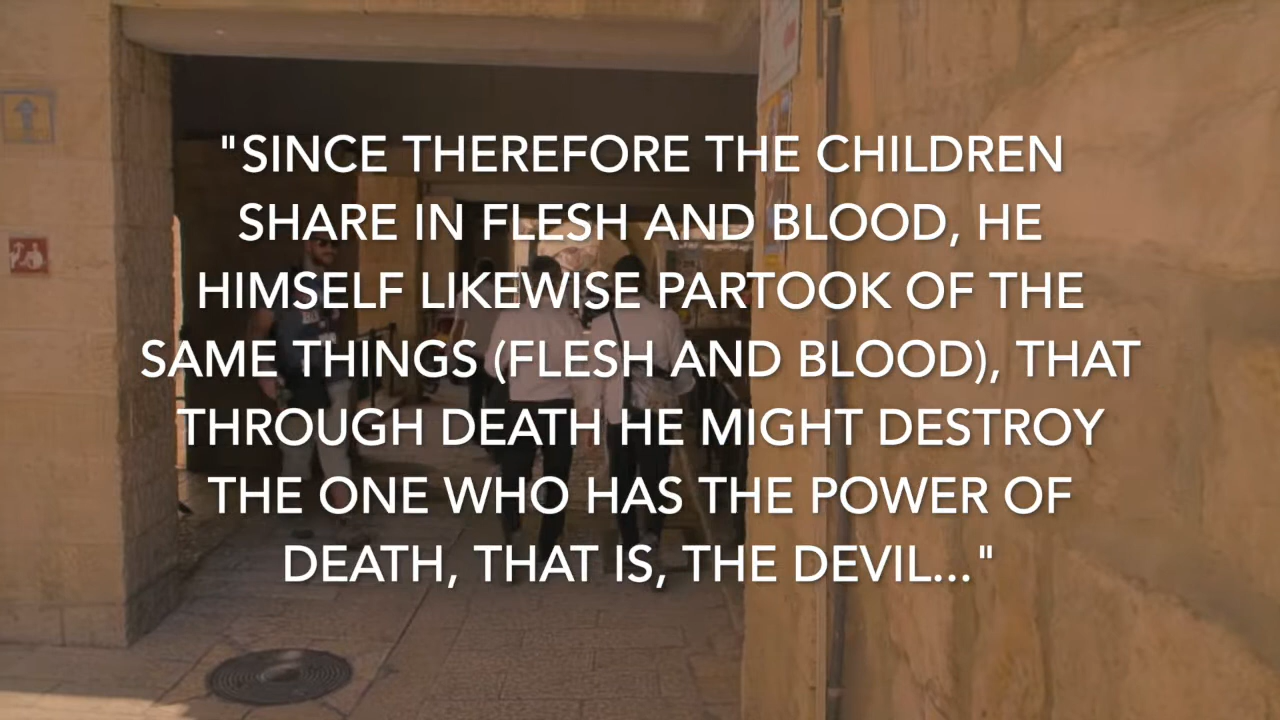 "SINCE THEREFORE THE CHILDREN
SHARE IN FLESH AND BLOOD, HE
HIMSELF LIKEWISE PARTOOK OF THE
SAME THINGS (FLESH AND BLOOD), THAT
THROUGH DEATH HE MIGHT DESTROY
THE ONE WHO HAS THE POWER OF
DEATH, THAT IS, THE DEVIL..."